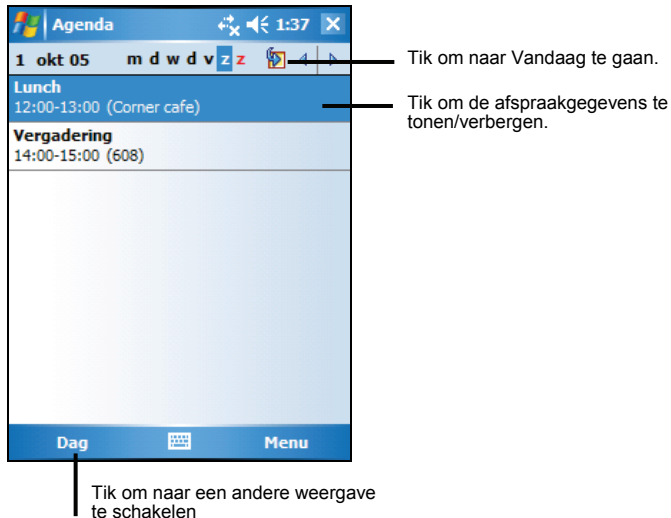 Agenda 1:37
1 okt 05 m d w d v z z
Tik om naar Vandaag te gaan.
Lunch
12:00-13:00 (Corner cafe)
Tik om de afspraakgegevens te
tonen/verbergen.
Vergadering
14:00-15:00 (608)
Dag Menu
Tik om naar een andere weergave
te schakelen